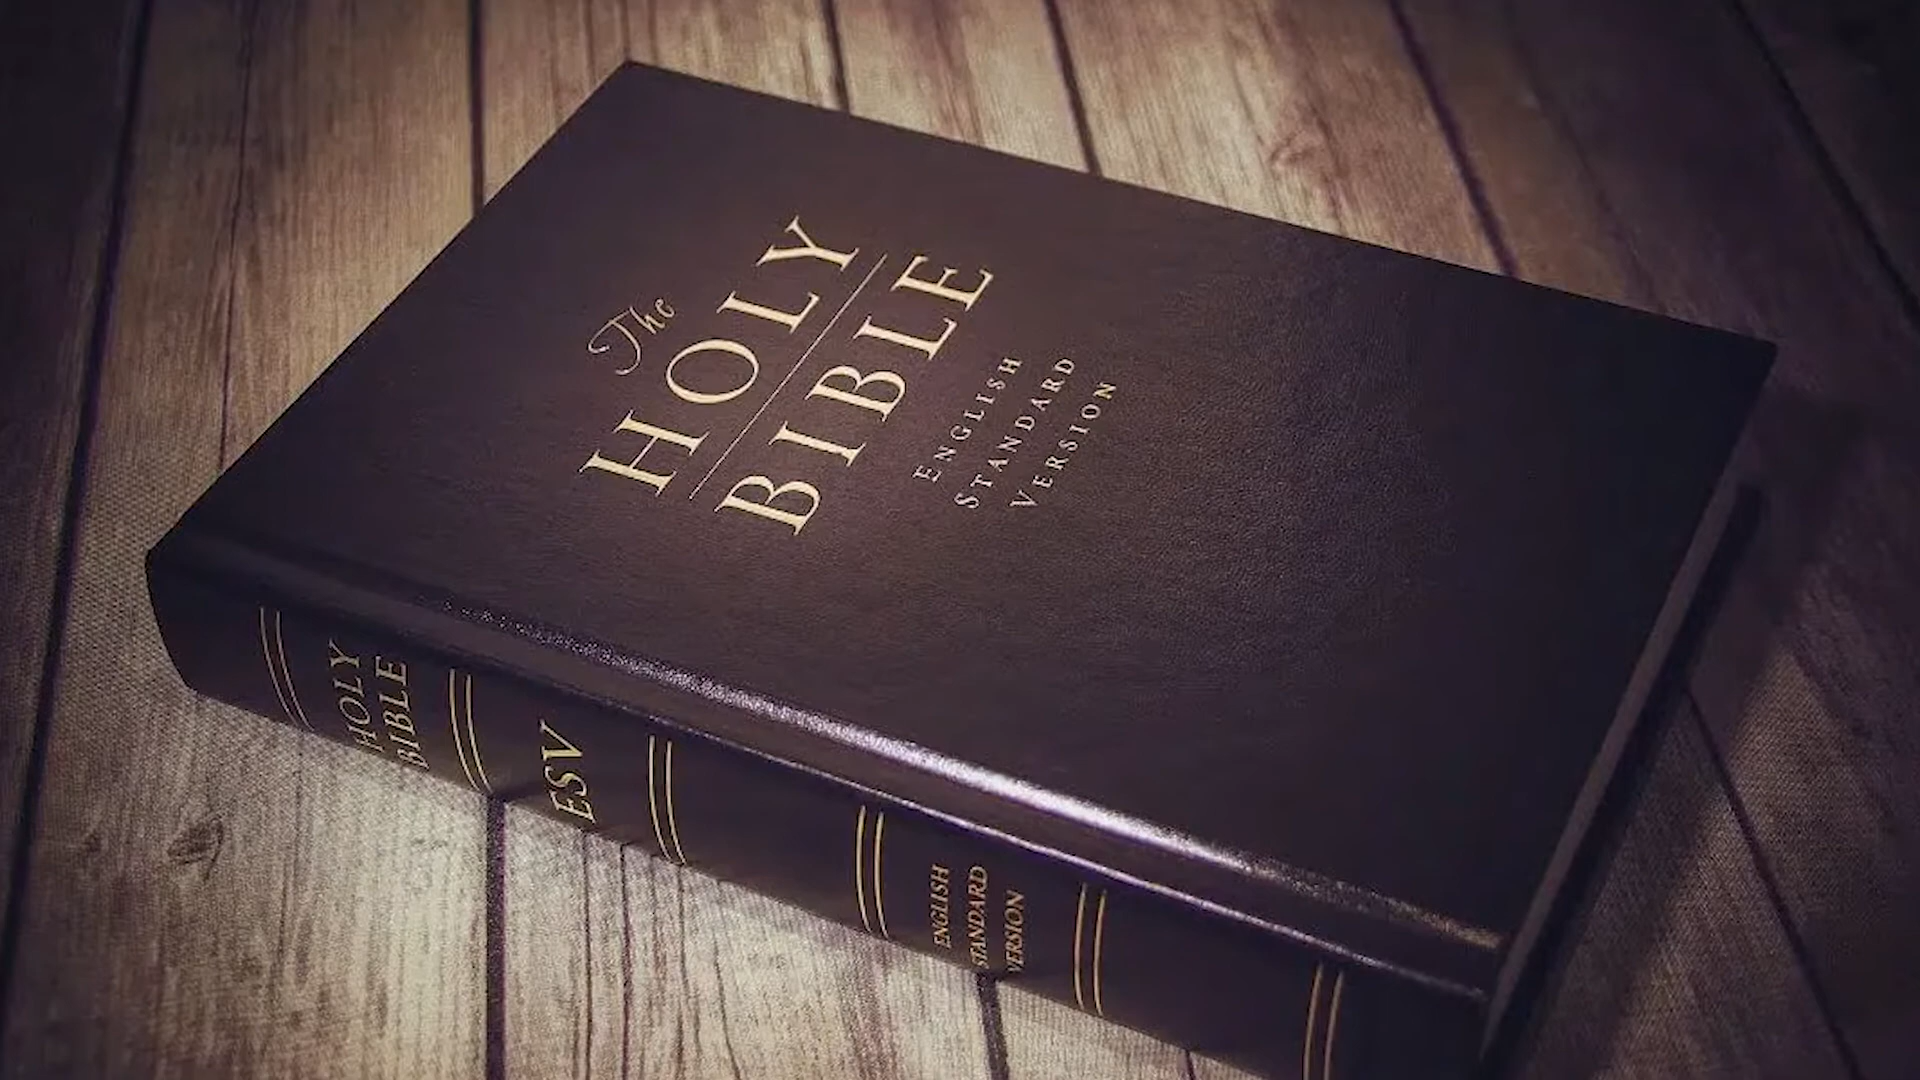 The
HOLY
BIBLE
ENGLISH
STANDARD
VERSION
HOLY
BIBLE
ESV
ENGLISH
STANDARD
VERSION